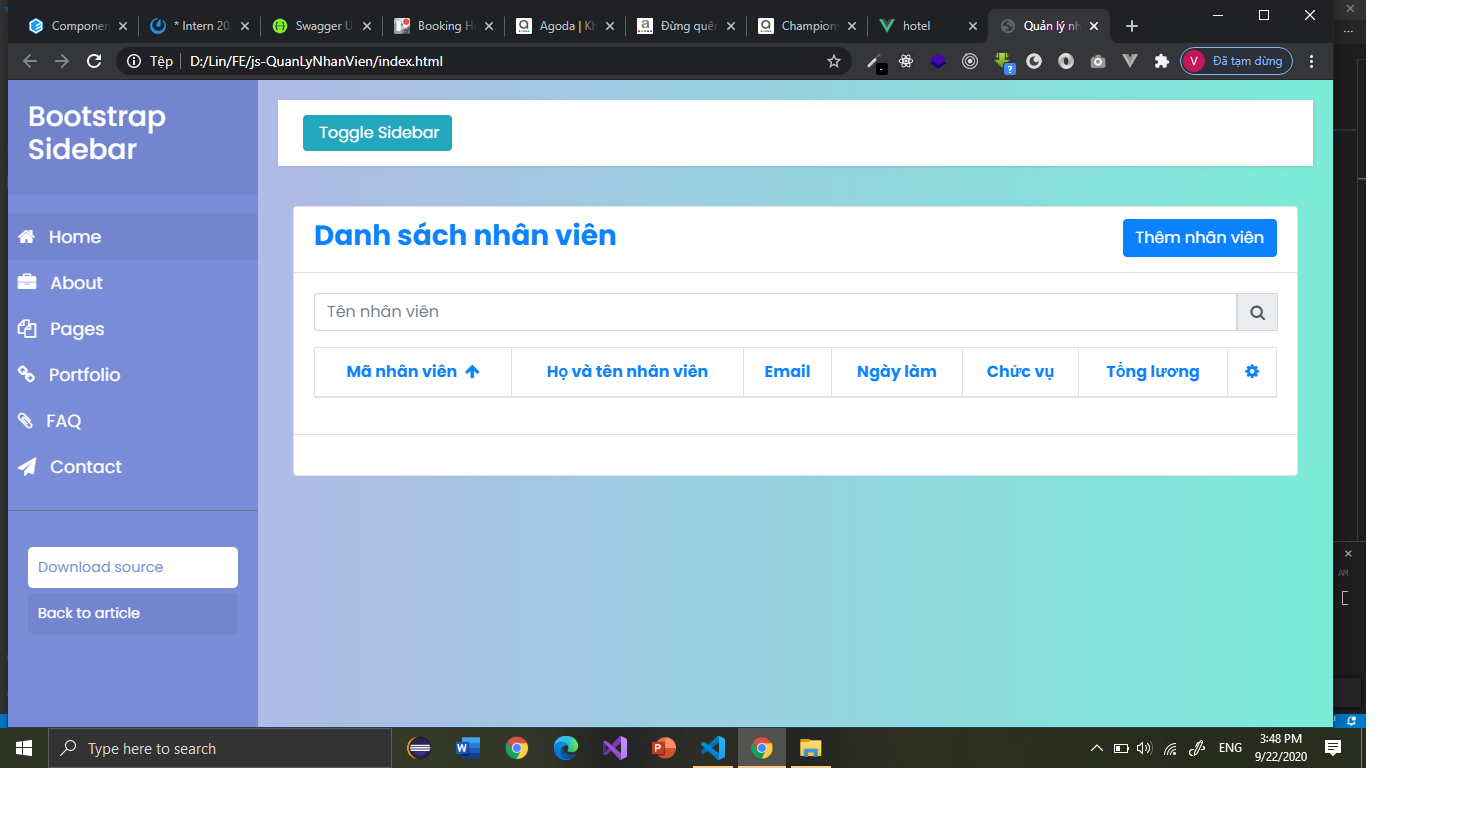 Componen
* Intern 20
Swagger U
Booking H
Agoda | Kh
Đừng quên
Champion
hotel
Quản lý nh
Tệp
D:/Lin/FE/js-QuanLyNhanVien/index.html
V
Đã tạm dừng
Bootstrap
Sidebar
Toggle Sidebar
Home
About
Pages
Portfolio
FAQ
Contact
Download source
Back to article
Danh sách nhân viên
Thêm nhân viên
Tên nhân viên
Mã nhân viên
Họ và tên nhân viên
Email
Ngày làm
Chức vụ
Tổng lương
AM
Type here to search
ENG
3:48 PM
9/22/2020